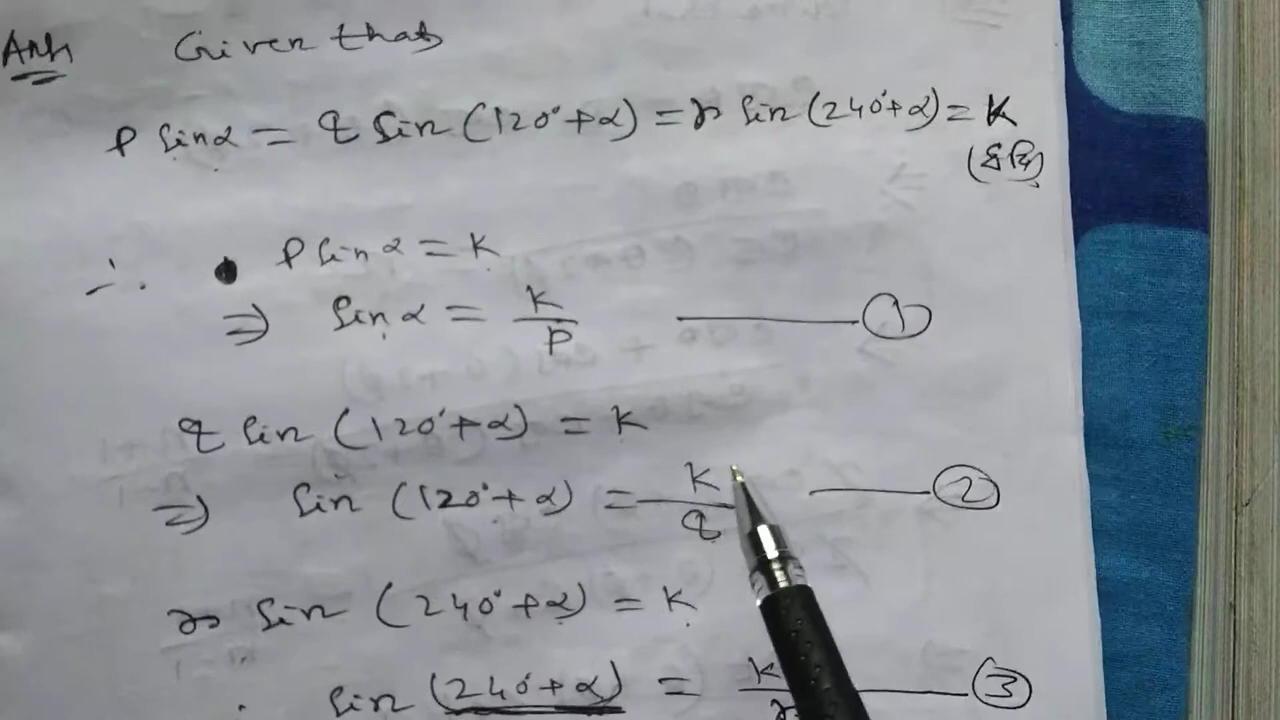 Ans Given that
p sinα = q sin (120°+α) = r sin (240°+α) = K
∴ p sinα = K
⇒ sinα = K/p ——— ①
q sin (120°+α) = K
⇒ sin (120°+α) = K/q ——— ②
r sin (240°+α) = K
sin (240°+α) = K/r ——— ③